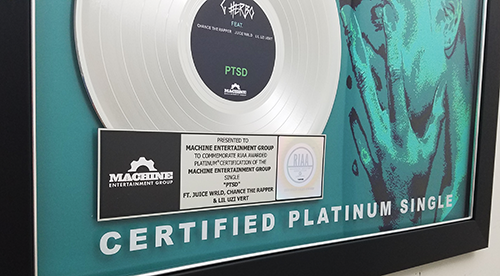 G HERBO
FEAT
CHANCE THE RAPPER JUICE WRLD LIL UZI VERT
PTSD
MACHINE
ENTERTAINMENT GROUP
PRESENTED TO
MACHINE ENTERTAINMENT GROUP
TO COMMEMORATE RIAA AWARDED
PLATINUM CERTIFICATION OF THE
MACHINE ENTERTAINMENT GROUP
SINGLE
"PTSD"
FT. JUICE WRLD, CHANCE THE RAPPER
& LIL UZI VERT
RIAA
CERTIFIED PLATINUM SINGLE